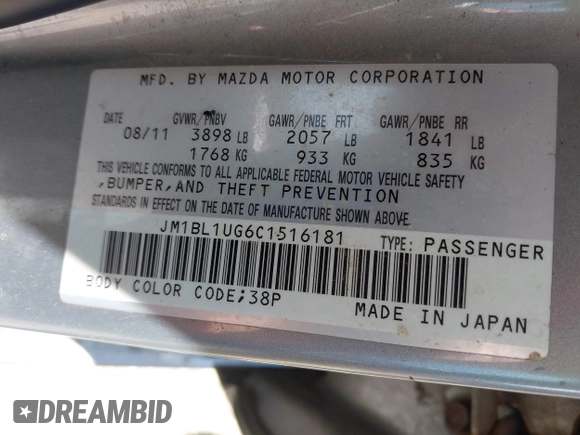 MFD. BY MAZDA MOTOR CORPORATION
DATE GVWR/PNBV GAWR/PNBE FRT GAWR/PNBE RR
08/11 3898 LB 2057 LB 1841 LB
1768 KG 933 KG 835 KG
THIS VEHICLE CONFORMS TO ALL APPLICABLE FEDERAL MOTOR VEHICLE SAFETY
,BUMPER,AND THEFT PREVENTION
STANDARDS IN EFFECT ON THE DATE OF MANUFACTURE SHOWN ABOVE.
JM1BL1UG6C1516181 TYPE: PASSENGER
BODY COLOR CODE;38P
MADE IN JAPAN
DREAMBID